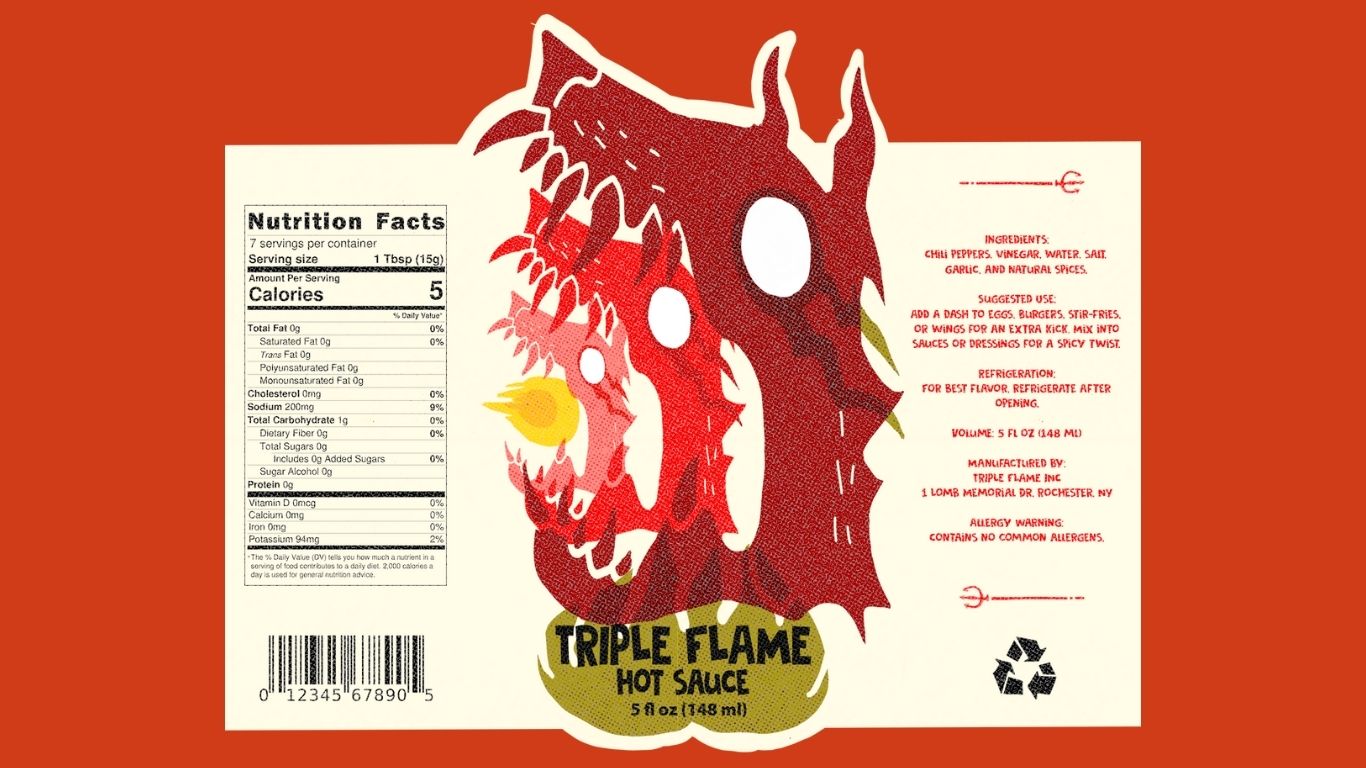 Nutrition Facts
7 servings per container
Serving size 1 Tbsp (15g)
Amount Per Serving
Calories 5
% Daily Value*
Total Fat 0g 0%
Saturated Fat 0g 0%
Trans Fat 0g
Polyunsaturated Fat 0g
Monounsaturated Fat 0g
Cholesterol 0mg 0%
Sodium 200mg 9%
Total Carbohydrate 1g 0%
Dietary Fiber 0g 0%
Total Sugars 0g
Includes 0g Added Sugars 0%
Sugar Alcohol 0g
Protein 0g
Vitamin D 0mcg 0%
Calcium 0mg 0%
Iron 0mg 0%
Potassium 94mg 2%
*The % Daily Value (DV) tells you how much a nutrient in a
serving of food contributes to a daily diet. 2,000 calories a
day is used for general nutrition advice.
0 12345 67890 5
TRIPLE FLAME
HOT SAUCE
5 fl oz (148 ml)
INGREDIENTS:
CHILI PEPPERS, VINEGAR, WATER, SALT,
GARLIC, AND NATURAL SPICES.
SUGGESTED USE:
ADD A DASH TO EGGS, BURGERS, STIR-FRIES,
OR WINGS FOR AN EXTRA KICK. MIX INTO
SAUCES OR DRESSINGS FOR A SPICY TWIST.
REFRIGERATION:
FOR BEST FLAVOR, REFRIGERATE AFTER
OPENING.
VOLUME: 5 FL OZ (148 ML)
MANUFACTURED BY:
TRIPLE FLAME INC
1 LOMB MEMORIAL DR, ROCHESTER, NY
ALLERGY WARNING:
CONTAINS NO COMMON ALLERGENS.